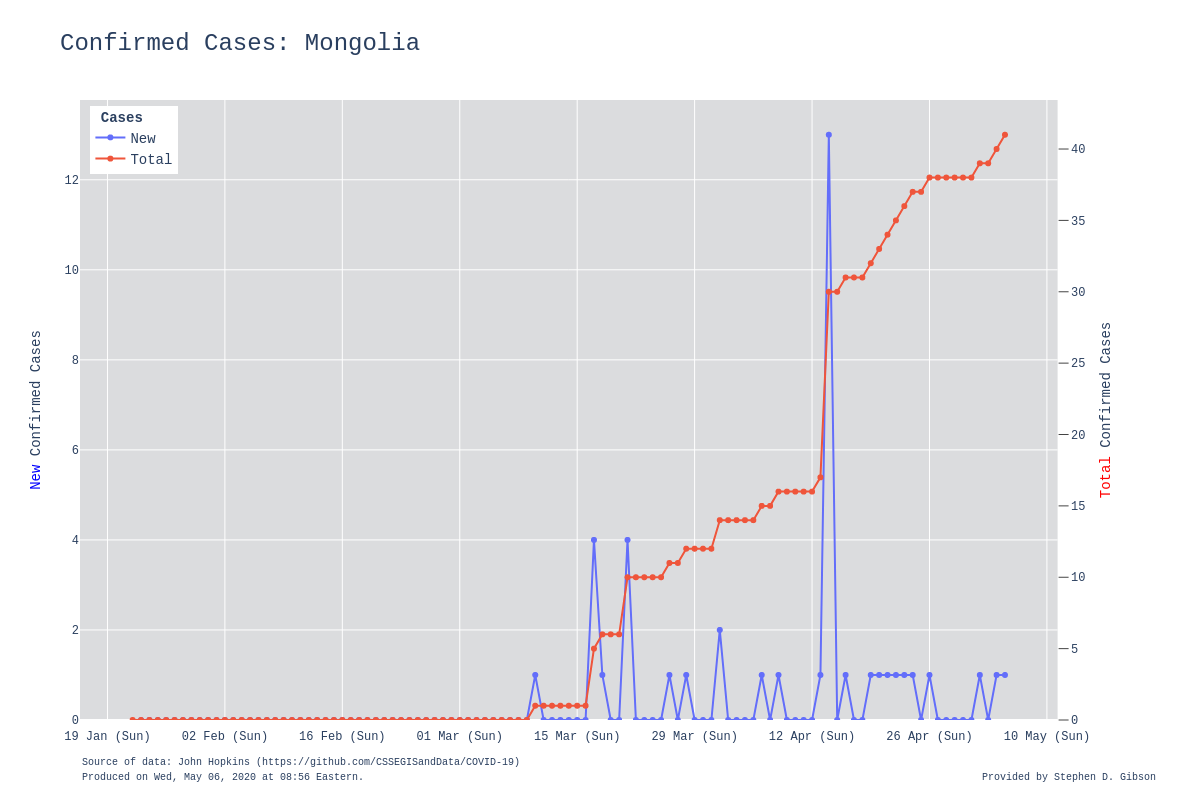 Confirmed Cases: Mongolia
Cases
New
Total
12
10
8
6
4
2
0
40
35
30
25
20
15
10
5
0
New Confirmed Cases
Total Confirmed Cases
19 Jan (Sun) 02 Feb (Sun) 16 Feb (Sun) 01 Mar (Sun) 15 Mar (Sun) 29 Mar (Sun) 12 Apr (Sun) 26 Apr (Sun) 10 May (Sun)
Source of data: John Hopkins (https://github.com/CSSEGISandData/COVID-19)
Produced on Wed, May 06, 2020 at 08:56 Eastern.
Provided by Stephen D. Gibson